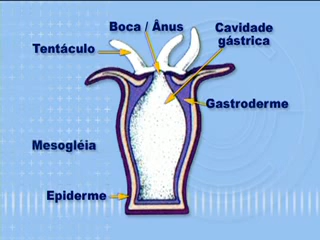 Boca / Ânus
Cavidade
gástrica
Tentáculo
Gastroderme
Mesogléia
Epiderme